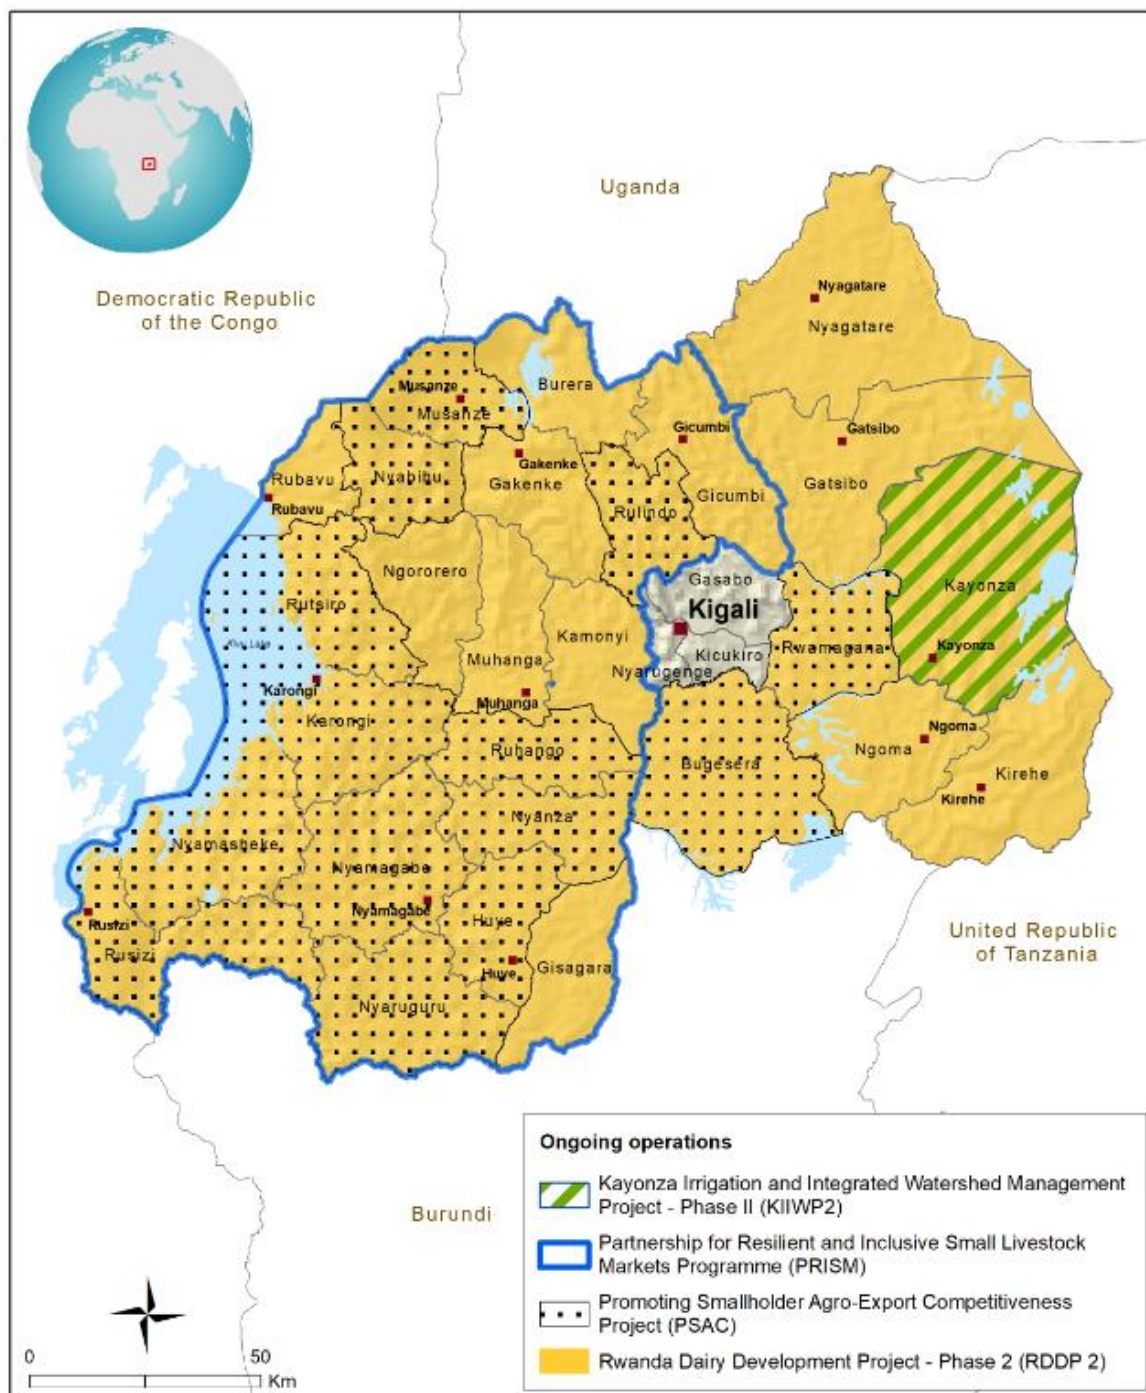 Uganda
Democratic Republic
of the Congo
Nyagatare
Nyagatare
Musanze
Musanze
Burera
Gicumbi
Gatsibo
Gakenke
Gakenke
Rubavu
Rubavu
Nyabihu
Rulindo
Gicumbi
Gatsibo
Ngororero
Gasabo
Kigali
Kayonza
Kayonza
Rutsiro
Kivu Lake
Kamonyi
Muhanga
Muhanga
Nyarugenge
Kicukiro
Rwamagana
Karongi
Karongi
Ruhango
Bugesera
Ngoma
Ngoma
Kirehe
Kirehe
Nyanza
Nyamasheke
Nyamagabe
Nyamagabe
Huye
Huye
Rusizi
Rusizi
Gisagara
Nyaruguru
United Republic
of Tanzania
Burundi
Ongoing operations
Kayonza Irrigation and Integrated Watershed Management
Project - Phase II (KIIWP2)
Partnership for Resilient and Inclusive Small Livestock
Markets Programme (PRISM)
Promoting Smallholder Agro-Export Competitiveness
Project (PSAC)
Rwanda Dairy Development Project - Phase 2 (RDDP 2)
0 50
Km